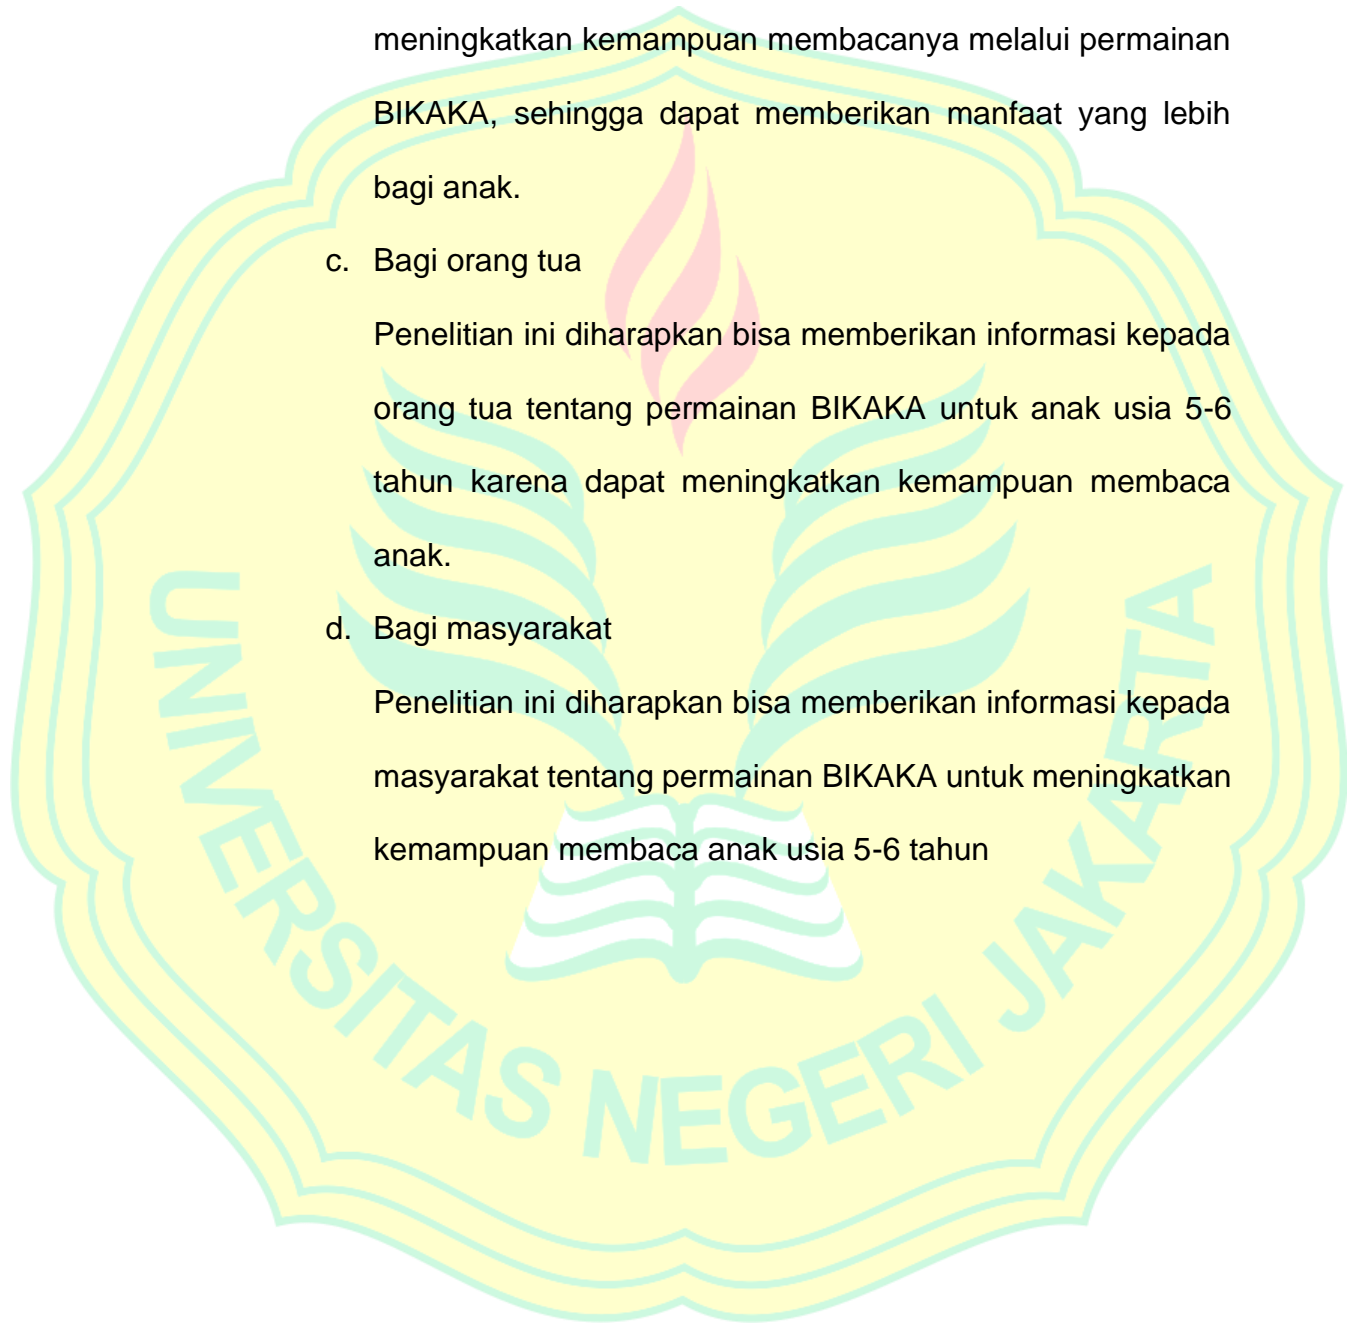 meningkatkan kemampuan membacanya melalui permainan
BIKAKA, sehingga dapat memberikan manfaat yang lebih
bagi anak.
c. Bagi orang tua
Penelitian ini diharapkan bisa memberikan informasi kepada
orang tua tentang permainan BIKAKA untuk anak usia 5-6
tahun karena dapat meningkatkan kemampuan membaca
anak.
d. Bagi masyarakat
Penelitian ini diharapkan bisa memberikan informasi kepada
masyarakat tentang permainan BIKAKA untuk meningkatkan
kemampuan membaca anak usia 5-6 tahun
UNIVERSITAS NEGERI JAKARTA